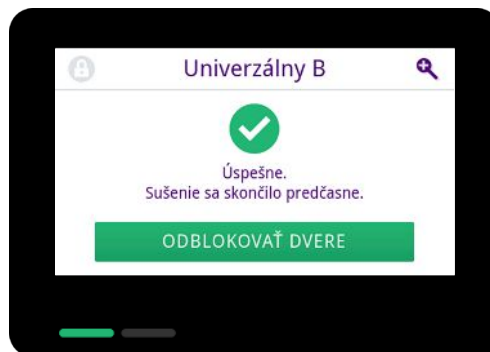 Univerzálny B
Úspešne.
Sušenie sa skončilo predčasne.
ODBLOKOVAŤ DVERE